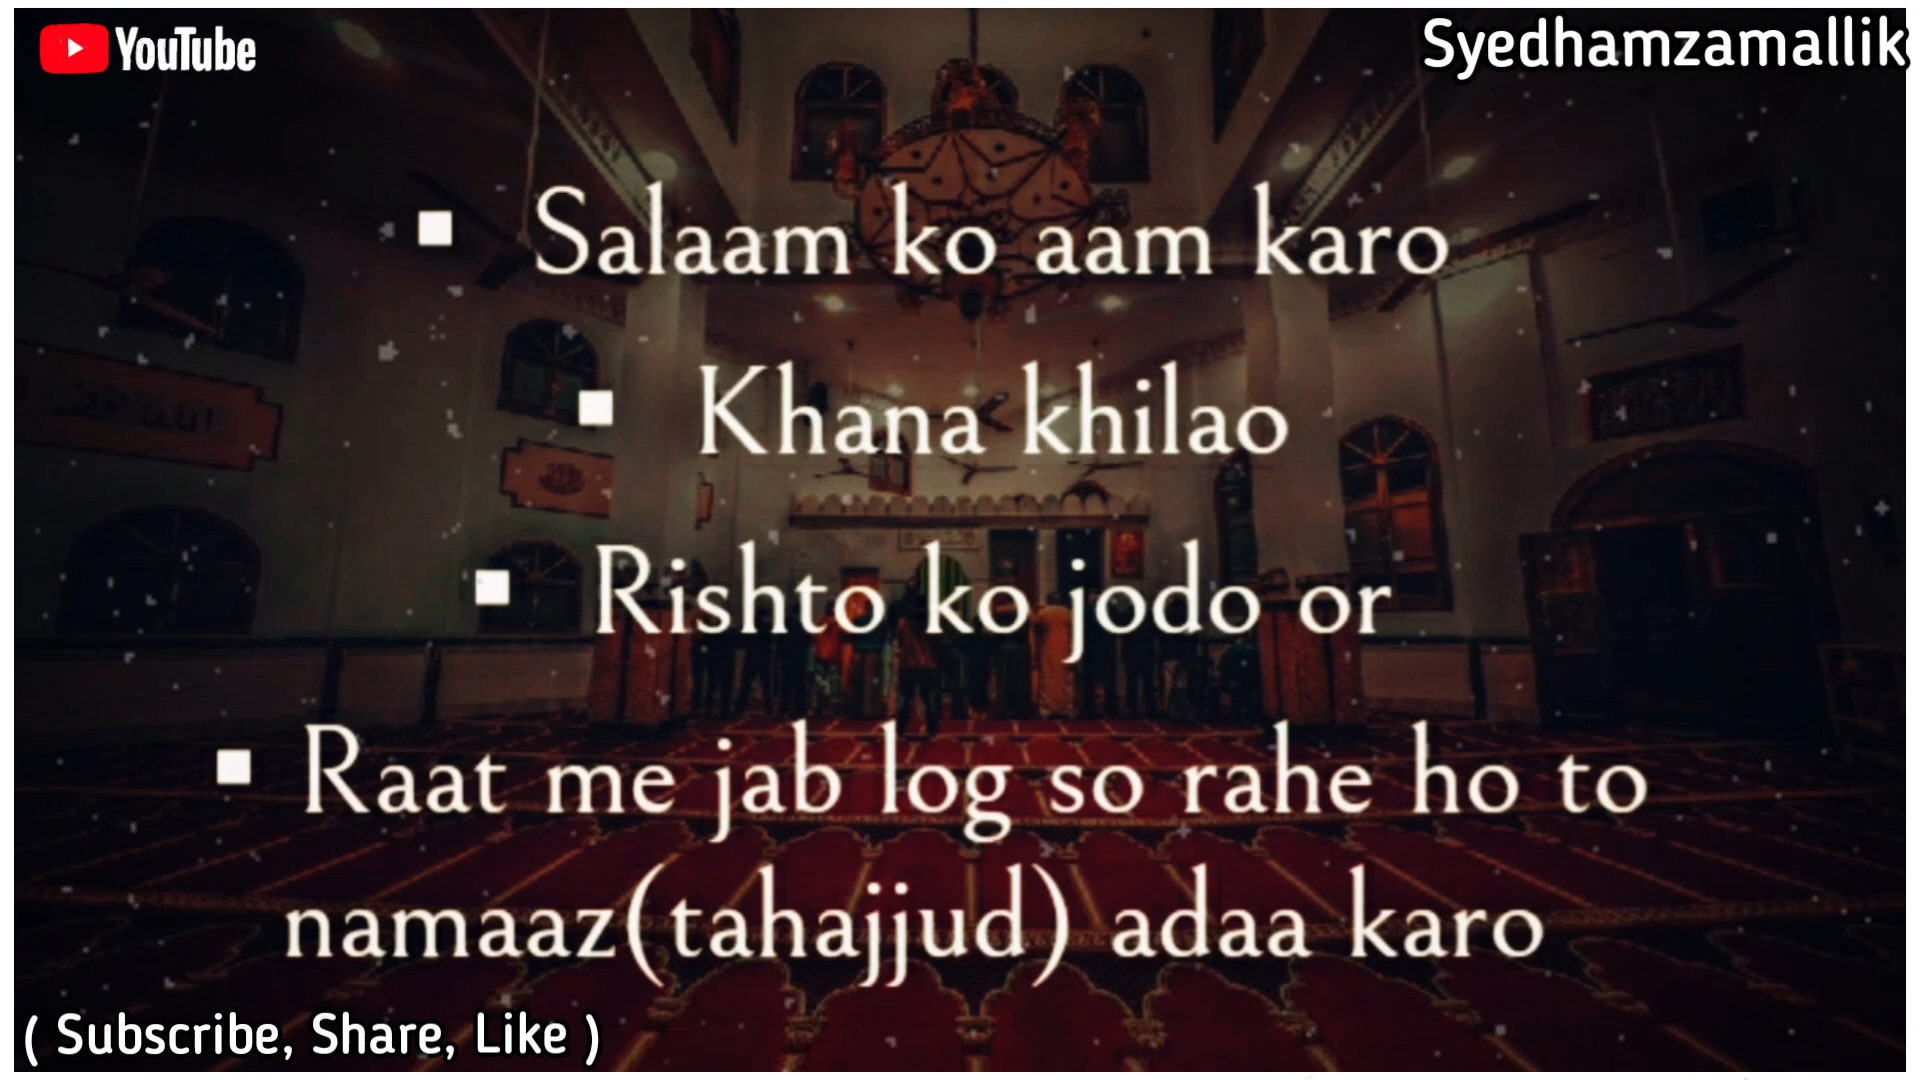 YouTube
Syedhamzamallik
▪ Salaam ko aam karo
▪ Khana khilao
▪ Rishto ko jodo or
▪ Raat me jab log so rahe ho to
namaaz(tahajjud) adaa karo
( Subscribe, Share, Like )